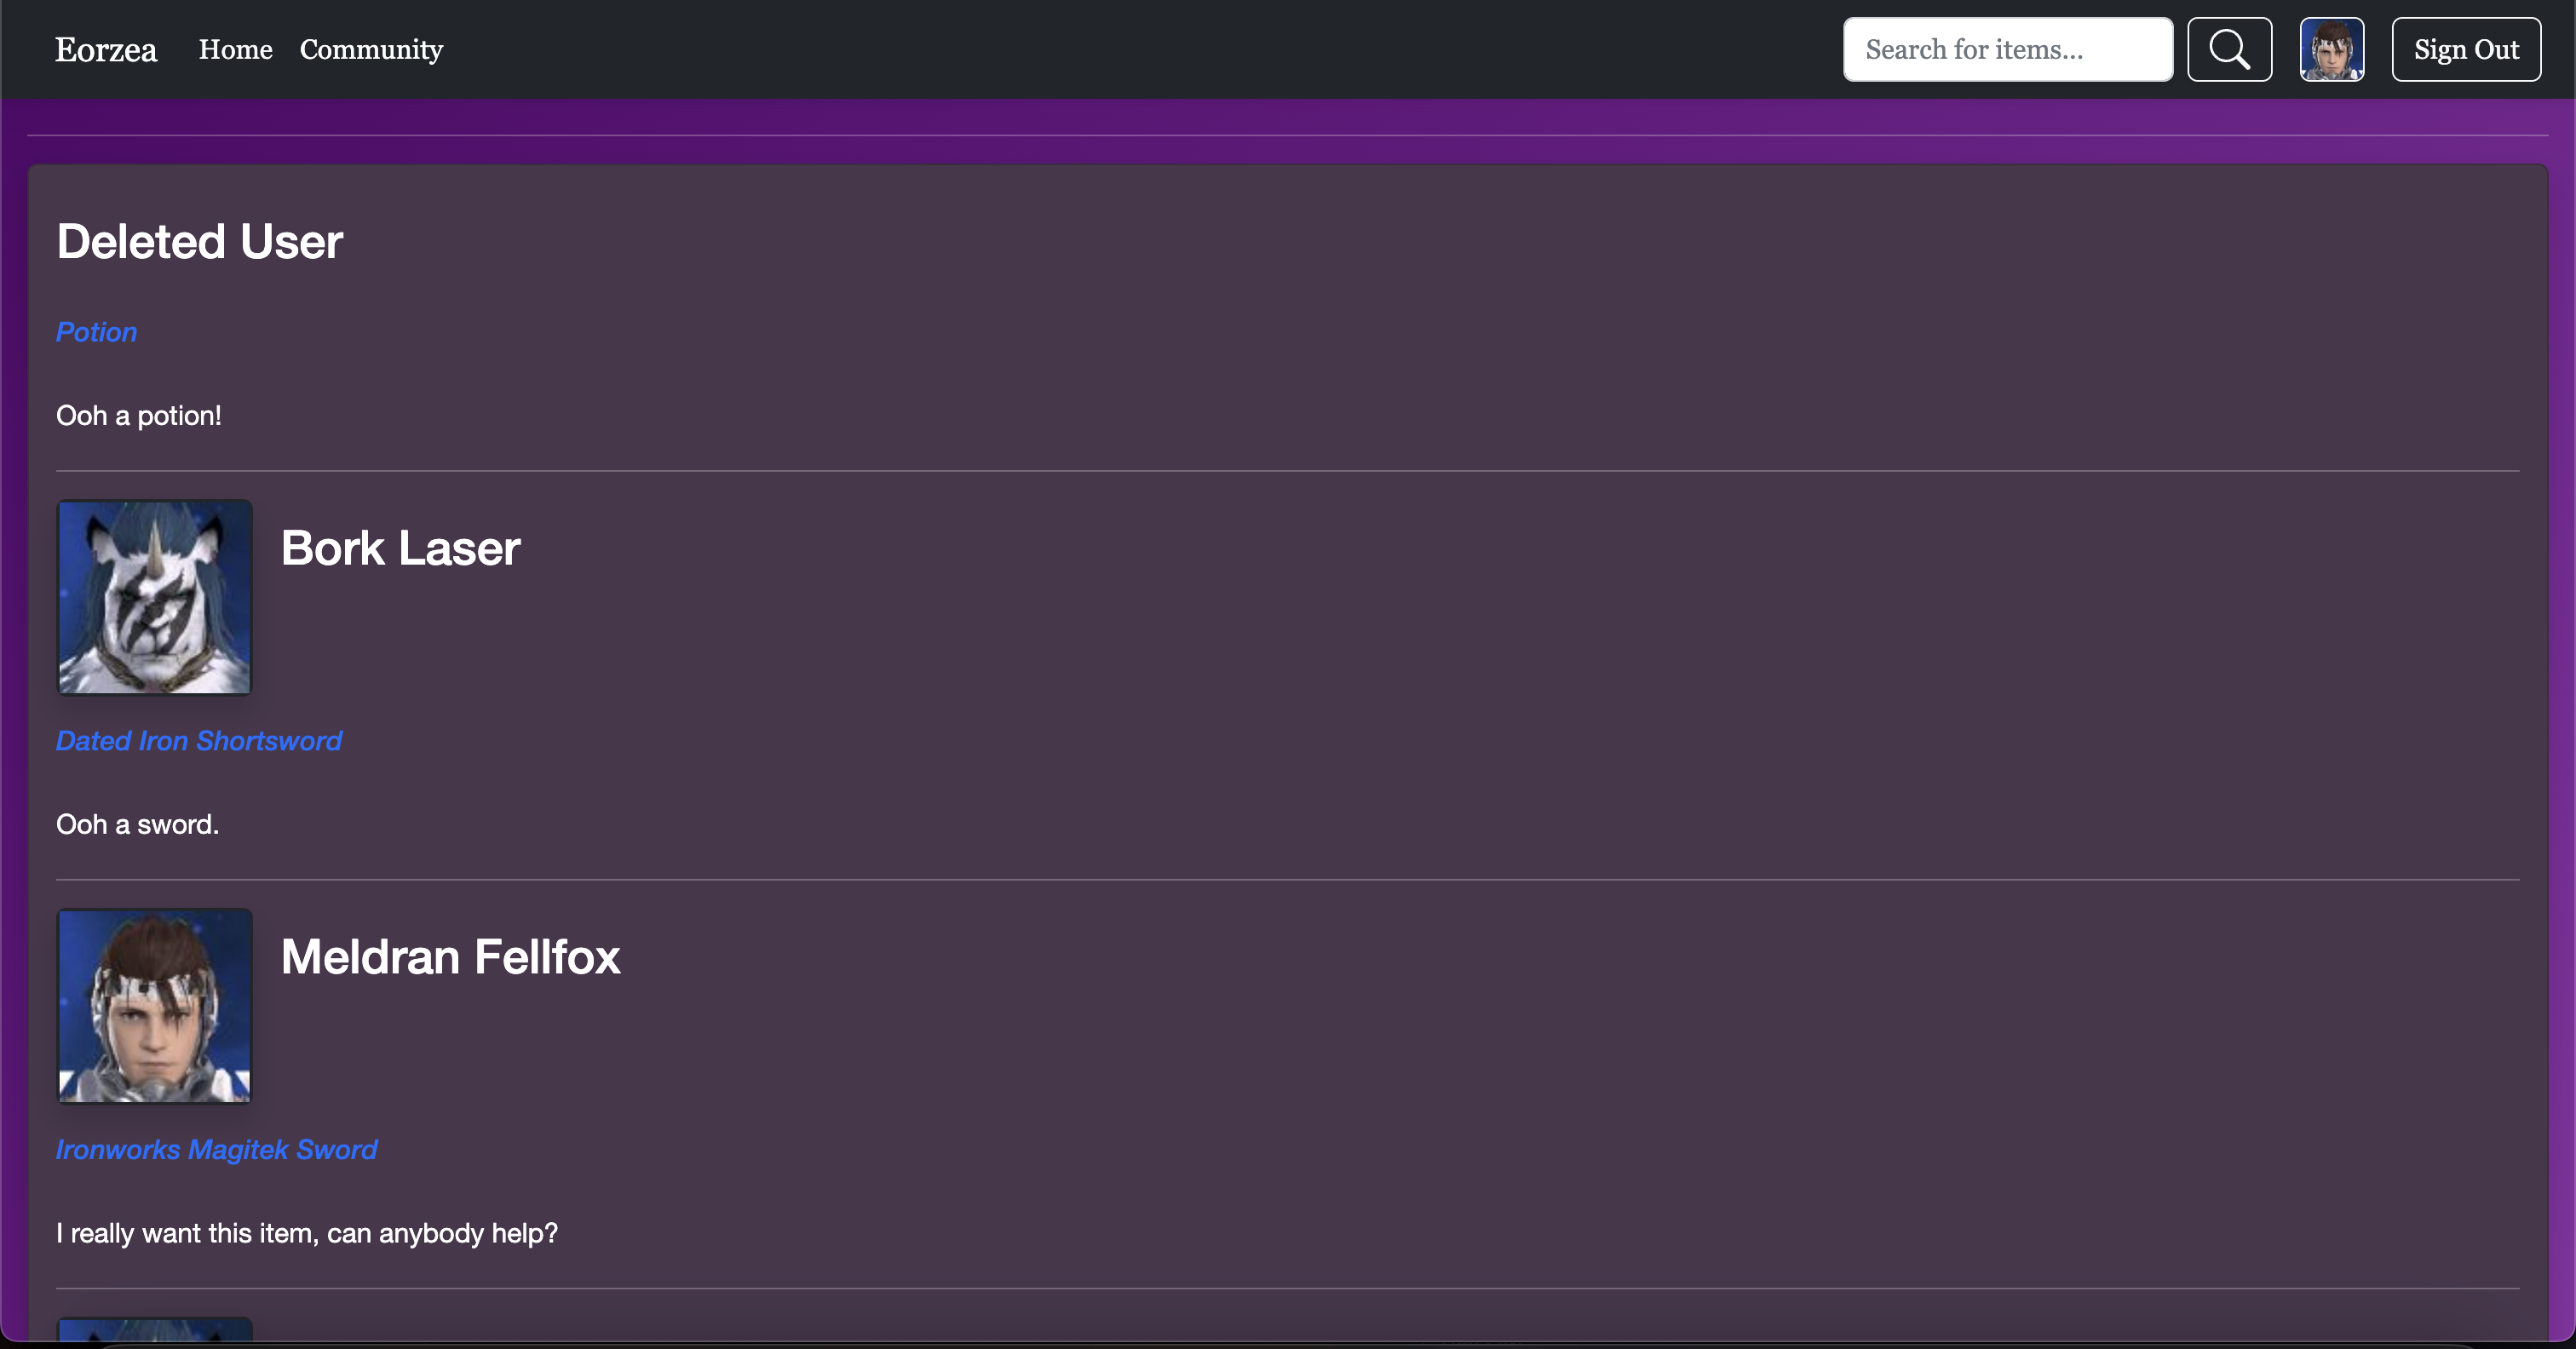 Eorzea Home Community Search for items... Sign Out
Deleted User
Potion
Ooh a potion!
Bork Laser
Dated Iron Shortsword
Ooh a sword.
Meldran Fellfox
Ironworks Magitek Sword
I really want this item, can anybody help?